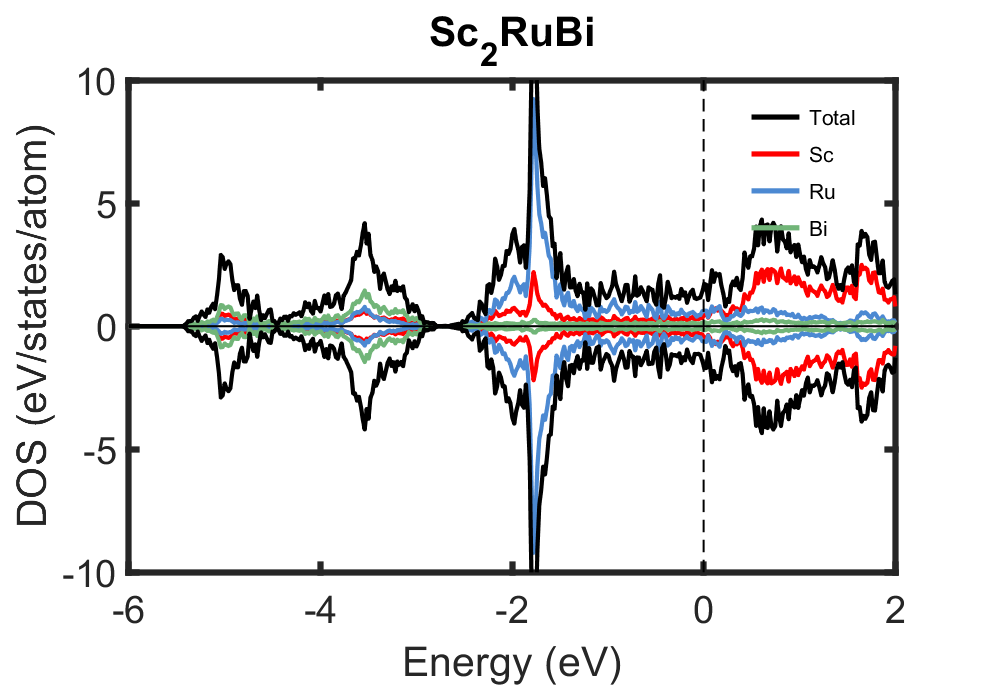 Sc2RuBi
DOS (eV/states/atom)
10
5
0
-5
-10
Total
Sc
Ru
Bi
-6
-4
-2
0
2
Energy (eV)